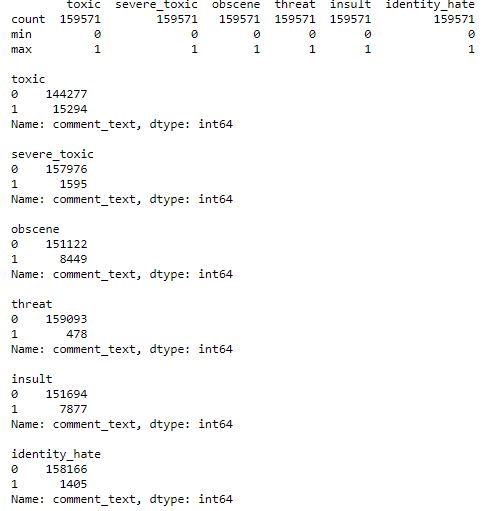 toxic severe_toxic obscene threat insult identity_hate
count 159571 159571 159571 159571 159571 159571
min 0 0 0 0 0 0
max 1 1 1 1 1 1
toxic
0 144277
1 15294
Name: comment_text, dtype: int64
severe_toxic
0 157976
1 1595
Name: comment_text, dtype: int64
obscene
0 151122
1 8449
Name: comment_text, dtype: int64
threat
0 159093
1 478
Name: comment_text, dtype: int64
insult
0 151694
1 7877
Name: comment_text, dtype: int64
identity_hate
0 158166
1 1405
Name: comment_text, dtype: int64